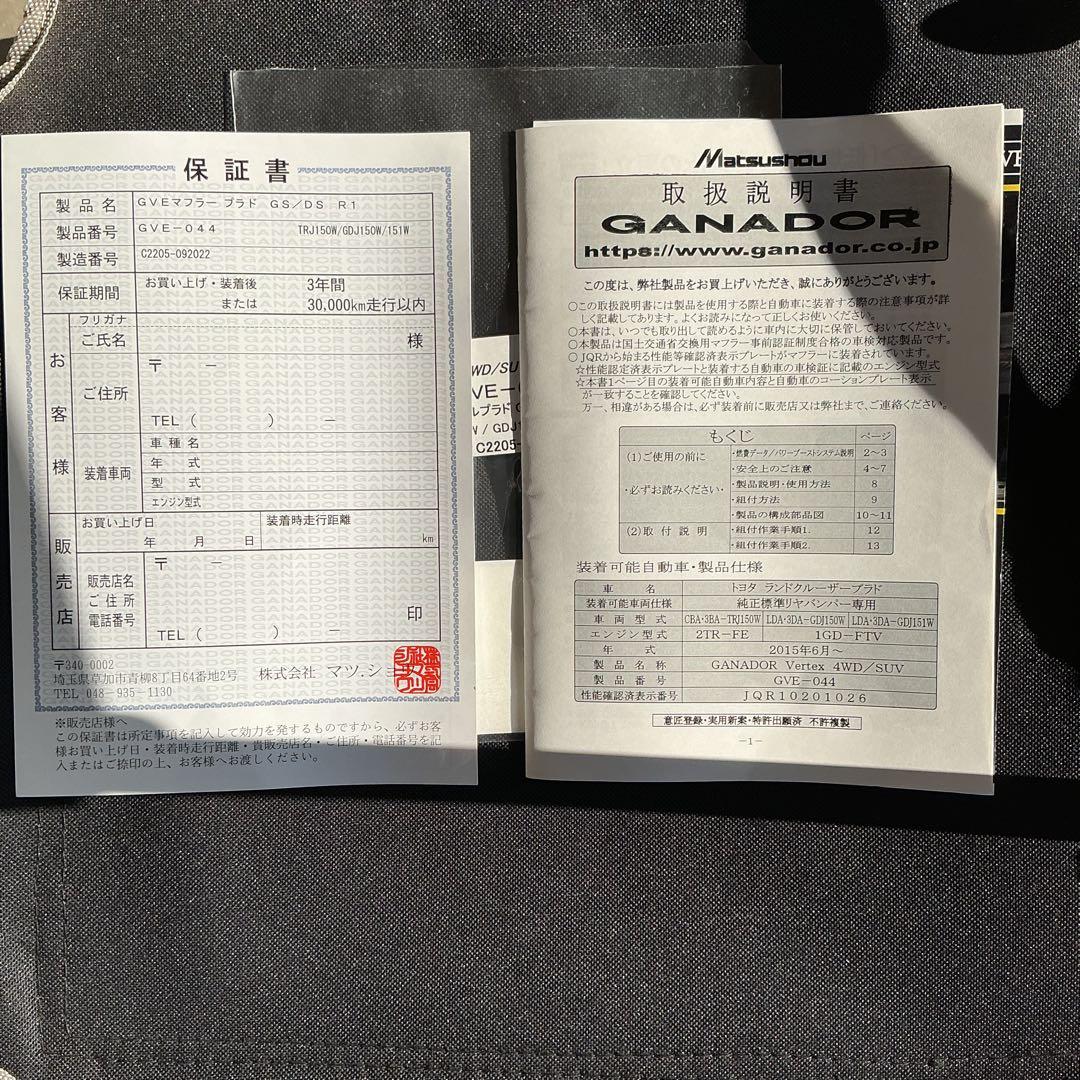 保証書
製品名 GVEマフラー プラド GS/DS R1
製品番号 GVE-044 TRJ150W/GDJ150W/151W
製造番号 C2205-092022
保証期間 お買い上げ・装着後 3年間
または 30,000km走行以内
お客様
フリガナ
ご氏名 様
ご住所 〒 －
TEL ( ) －
装着車両
車種名
年式
型式
エンジン型式
販売店
お買い上げ日 装着時走行距離
年 月 日 km
販売店名
ご住所
電話番号
〒 －
印
TEL ( ) －
〒340-0002
埼玉県草加市青柳8丁目64番地2号 株式会社 マツ.ショウ
TEL 048-935-1130
※販売店様へ
この保証書は所定事項を記入して効力を発するものですから、必ずお客
様お買い上げ日・装着時走行距離・貴販売店名・ご住所・電話番号を記
入またはご捺印の上、お客様へお渡しください。
WD/SU
VE-
ルプラド
W / GDJ1
C2205-
VE
Matsushou
取扱説明書
GANADOR
https://www.ganador.co.jp
この度は、弊社製品をお買上げいただき、誠にありがとうございます。
○この取扱説明書には製品を使用する際と自動車に装着する際の注意事項が詳
しく記載してあります。よくお読みになって正しくお使いください。
○本書は、いつでも取り出して読めるように車内に大切に保管しておいてください。
○本製品は国土交通省交換用マフラー事前認証制度合格の車検対応製品です。
○JQRから始まる性能等確認済表示プレートがマフラーに装着されています。
☆性能認定済表示プレートと装着する自動車の車検証に記載のエンジン型式
☆本書1ページ目の装着可能自動車内容と自動車のコーションプレート表示
が一致することを確認してください。
万一、相違がある場合は、必ず装着前に販売店又は弊社まで、ご連絡ください。
もくじ ページ
(1)ご使用の前に ・燃費データ/パワーブーストシステム説明 2～3
・安全上のご注意 4～7
・必ずお読みください・ ・製品説明・使用方法 8
・組付方法 9
・製品の構成部品図 10～11
(2)取付説明 ・組付作業手順1. 12
・組付作業手順2. 13
装着可能自動車・製品仕様
車名 トヨタ ランドクルーザープラド
装着可能車両仕様 純正標準リヤバンパー専用
車両型式 CBA・3BA-TRJ150W LDA・3DA-GDJ150W LDA・3DA-GDJ151W
エンジン型式 2TR-FE 1GD-FTV
年式 2015年6月～
製品名称 GANADOR Vertex 4WD/SUV
製品番号 GVE-044
性能確認済表示番号 JQR10201026
意匠登録・実用新案・特許出願済 不許複製
-1-